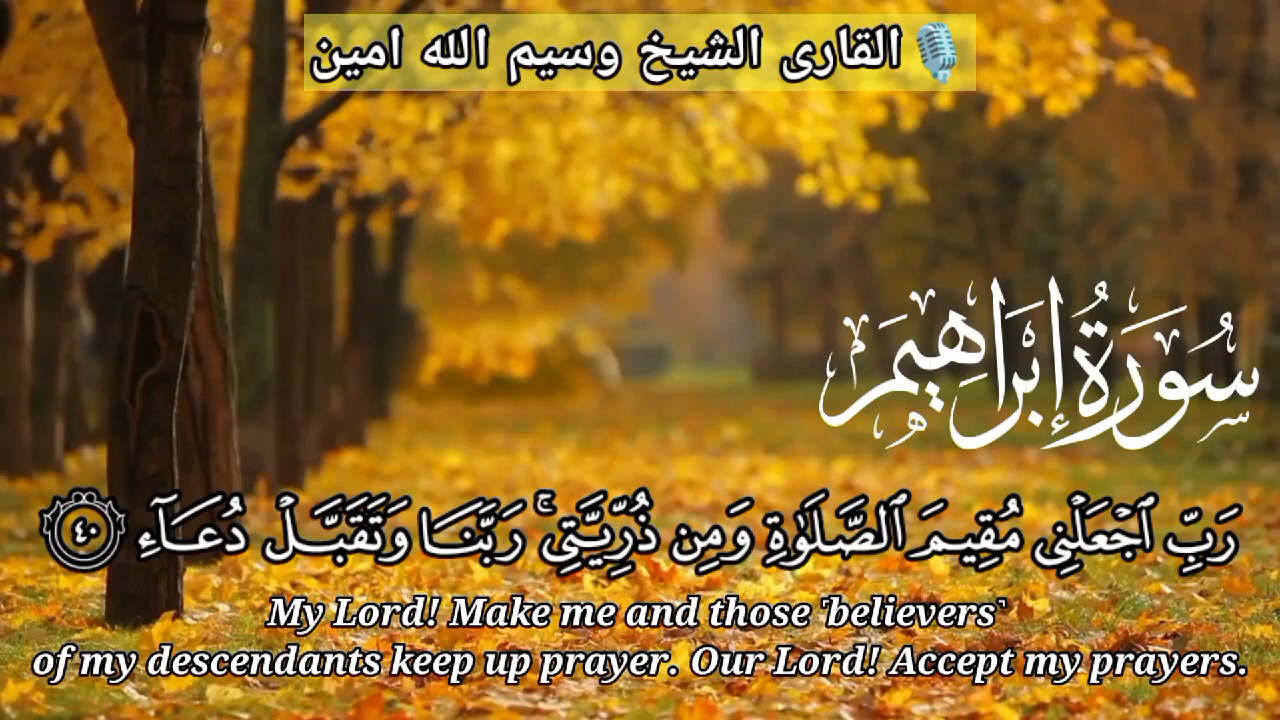 القارى الشيخ وسيم الله امين
سُورَةُ إِبْرَاهِيم
رَبِّ ٱجْعَلْنِى مُقِيمَ ٱلصَّلَوٰةِ وَمِن ذُرِّيَّتِى ۚ رَبَّنَا وَتَقَبَّلْ دُعَآءِ ٤٠
My Lord! Make me and those ˹believers˺
of my descendants keep up prayer. Our Lord! Accept my prayers.